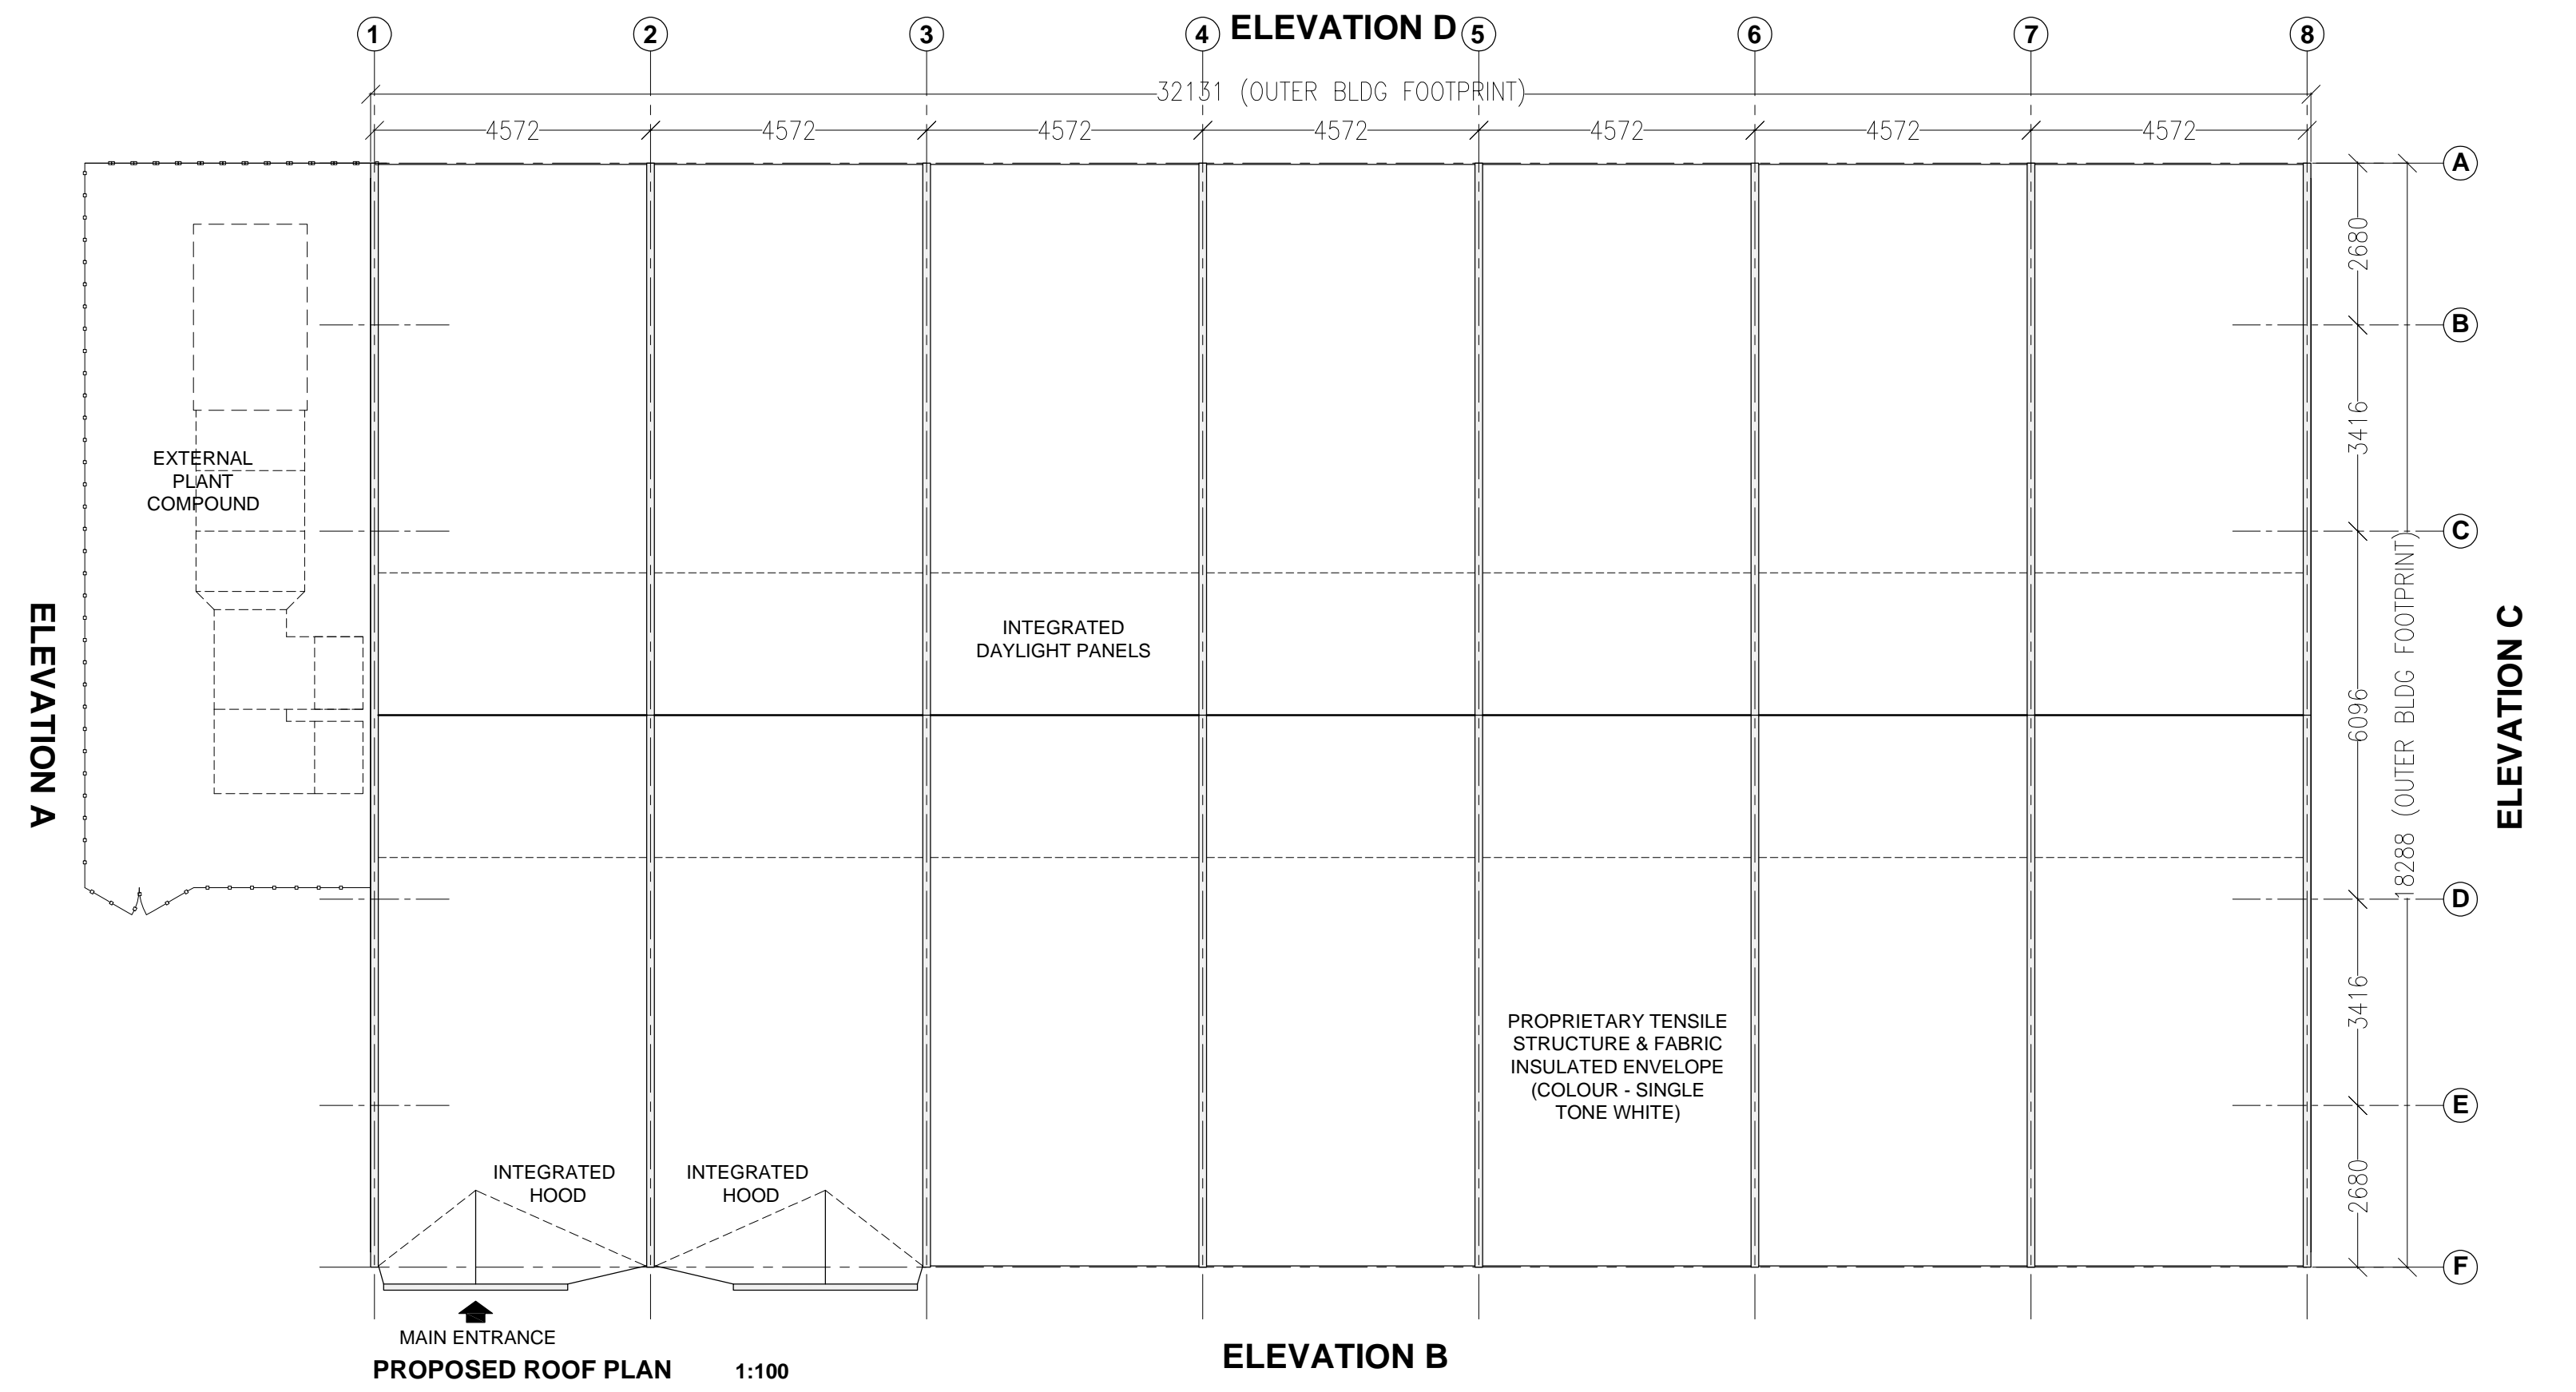 ELEVATION D
1
2
3
4
5
6
7
8
32131 (OUTER BLDG FOOTPRINT)
4572
4572
4572
4572
4572
4572
4572
A
B
C
D
E
F
2680
3416
6096
3416
2680
18288 (OUTER BLDG FOOTPRINT)
ELEVATION A
ELEVATION C
EXTERNAL
PLANT
COMPOUND
INTEGRATED
DAYLIGHT PANELS
PROPRIETARY TENSILE
STRUCTURE & FABRIC
INSULATED ENVELOPE
(COLOUR - SINGLE
TONE WHITE)
INTEGRATED
HOOD
INTEGRATED
HOOD
MAIN ENTRANCE
PROPOSED ROOF PLAN 1:100
ELEVATION B